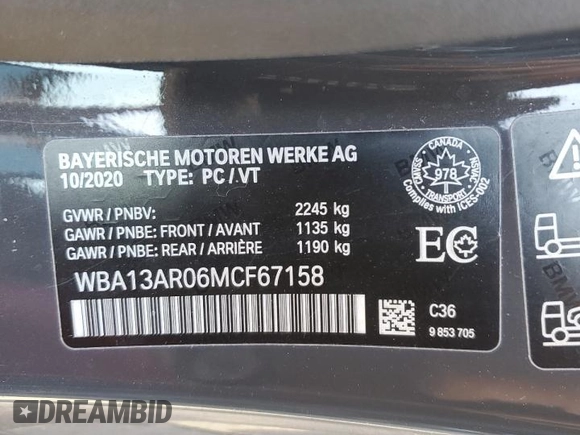 BAYERISCHE MOTOREN WERKE AG
10/2020 TYPE: PC / VT
GVWR / PNBV: 2245 kg
GAWR / PNBE: FRONT / AVANT 1135 kg
GAWR / PNBE: REAR / ARRIÈRE 1190 kg
WBA13AR06MCF67158
CANADA
978
TRANSPORT
Complies with ICES-002
EC
C36
9 853 705
DREAMBID